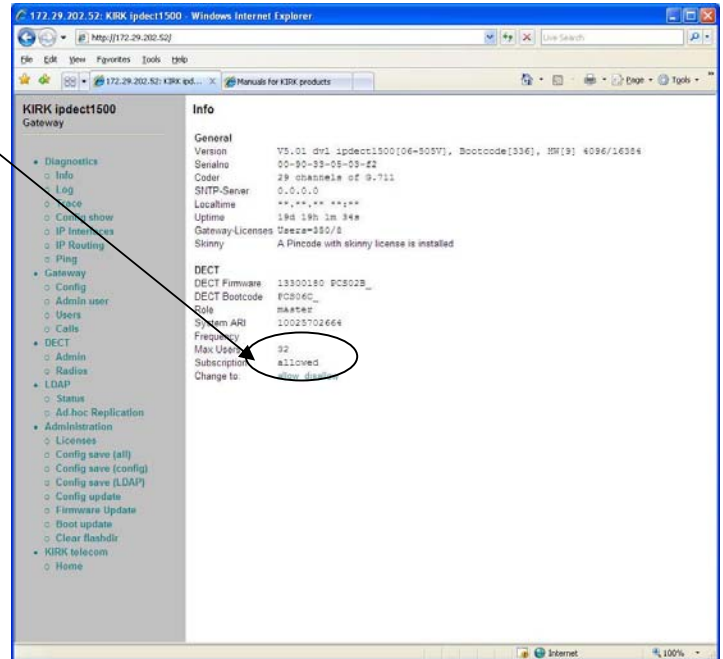 172.29.202.52: KIRK ipdect1500 - Windows Internet Explorer
http://172.29.202.52/
Live Search
File Edit View Favorites Tools Help
172.29.202.52: KIRK ipd... Manuals for KIRK products
Page Tools
KIRK ipdect1500
Gateway
Diagnostics
Info
Log
Trace
Config show
IP Interfaces
IP Routing
Ping
Gateway
Config
Admin user
Users
Calls
DECT
Admin
Radios
LDAP
Status
Ad hoc Replication
Administration
Licenses
Config save (all)
Config save (config)
Config save (LDAP)
Config update
Firmware Update
Boot update
Clear flashdir
KIRK telecom
Home
Info
General
Version V5.01 dvl ipdect1500[06-505V], Bootcode[336], HW[9] 4096/16384
Serialno 00-90-33-05-03-f2
Coder 29 channels of G.711
SNTP-Server 0.0.0.0
Localtime **.**.** **:**
Uptime 19d 19h 1m 34s
Gateway-Licenses Users=350/8
Skinny A Pincode with skinny license is installed
DECT
DECT Firmware 13300180 PCS02B_
DECT Bootcode PCS06C_
Role master
System ARI 10025702664
Frequency
Max Users 32
Subscription allowed
Change to: allow disallow
Internet 100%